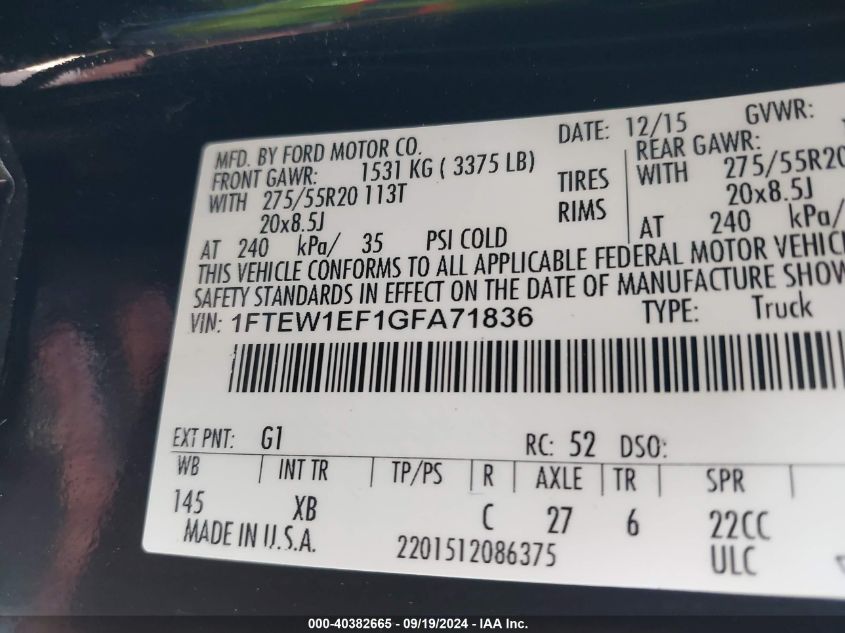 MFD. BY FORD MOTOR CO. DATE: 12/15 GVWR:
FRONT GAWR: 1531 KG ( 3375 LB) REAR GAWR:
WITH 275/55R20 113T TIRES WITH 275/55R20
20x8.5J RIMS 20x8.5J
AT 240 kPa/ 35 PSI COLD AT 240 kPa/
THIS VEHICLE CONFORMS TO ALL APPLICABLE FEDERAL MOTOR VEHIC
SAFETY STANDARDS IN EFFECT ON THE DATE OF MANUFACTURE SHOW
VIN: 1FTEW1EF1GFA71836 TYPE: Truck
EXT PNT: G1 RC: 52 DSO:
WB INT TR TP/PS R AXLE TR SPR
145 XB C 27 6 22CC
MADE IN U.S.A. 2201512086375 ULC
000-40382665 - 09/19/2024 - IAA Inc.